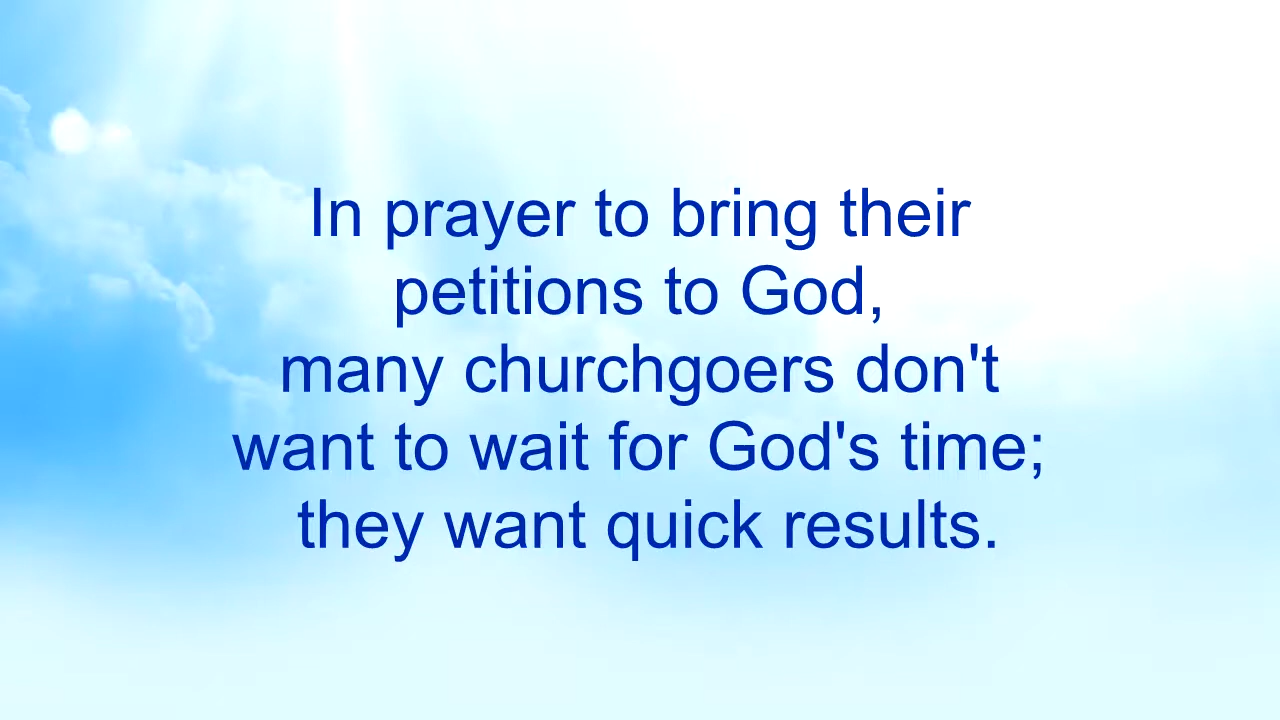 In prayer to bring their
petitions to God,
many churchgoers don't
want to wait for God's time;
they want quick results.